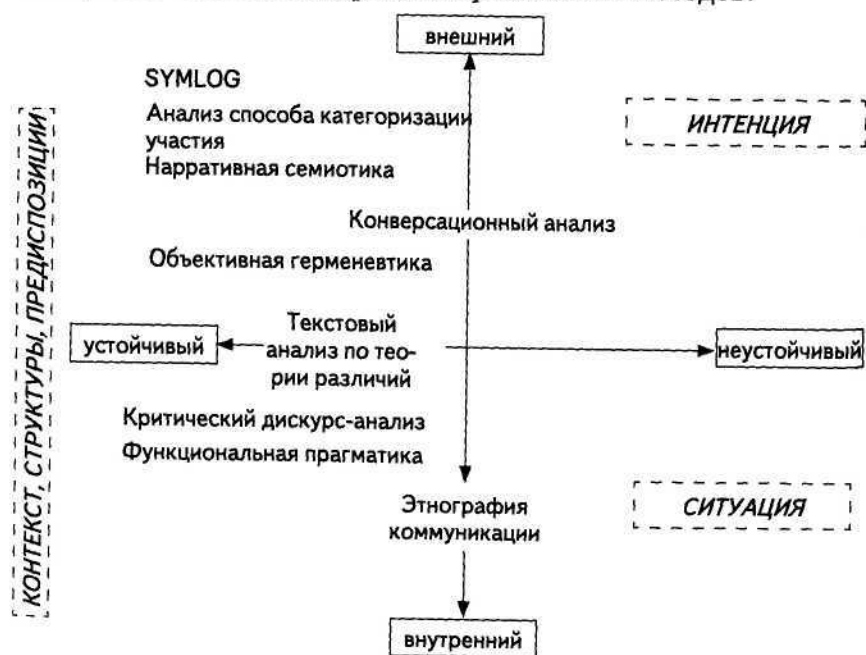 внешний
SYMLOG
Анализ способа категоризации
участия
Нарративная семиотика
ИНТЕНЦИЯ
Конверсационный анализ
Объективная герменевтика
КОНТЕКСТ, СТРУКТУРЫ, ПРЕДИСПОЗИЦИИ
устойчивый
Текстовый
анализ по тео-
рии различий
неустойчивый
Критический дискурс-анализ
Функциональная прагматика
Этнография
коммуникации
СИТУАЦИЯ
внутренний